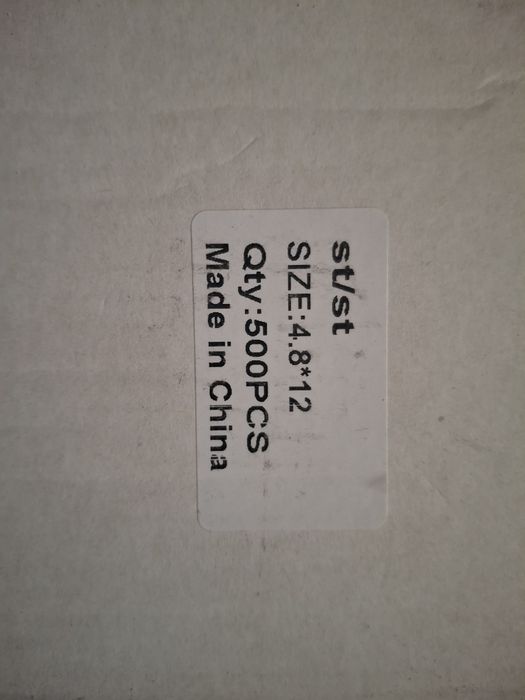 st/st
SIZE:4.8*12
Qty:500PCS
Made in China